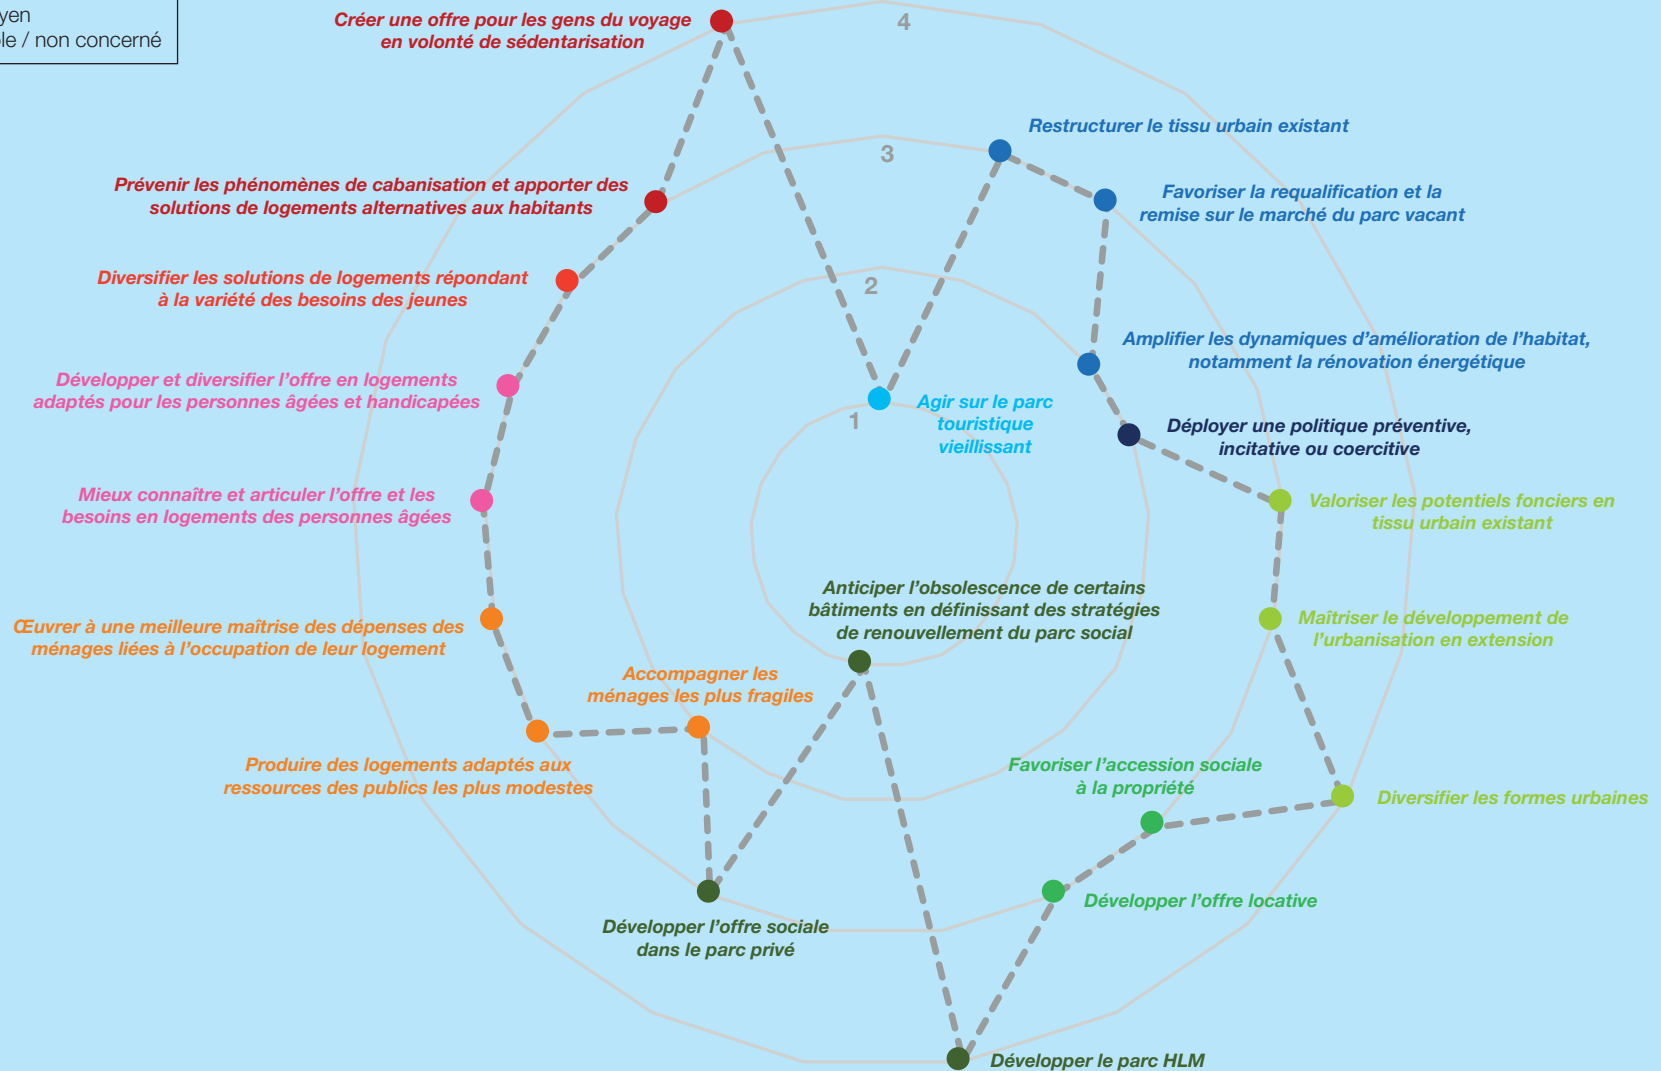 yen
le / non concerné
Créer une offre pour les gens du voyage
en volonté de sédentarisation
4
Restructurer le tissu urbain existant
3
Prévenir les phénomènes de cabanisation et apporter des
solutions de logements alternatives aux habitants
Favoriser la requalification et la
remise sur le marché du parc vacant
Diversifier les solutions de logements répondant
à la variété des besoins des jeunes
2
Amplifier les dynamiques d’amélioration de l’habitat,
notamment la rénovation énergétique
Développer et diversifier l’offre en logements
adaptés pour les personnes âgées et handicapées
Agir sur le parc
touristique
vieillissant
1
Déployer une politique préventive,
incitative ou coercitive
Mieux connaître et articuler l’offre et les
besoins en logements des personnes âgées
Valoriser les potentiels fonciers en
tissu urbain existant
Anticiper l’obsolescence de certains
bâtiments en définissant des stratégies
de renouvellement du parc social
Œuvrer à une meilleure maîtrise des dépenses des
ménages liées à l’occupation de leur logement
Maîtriser le développement de
l’urbanisation en extension
Accompagner les
ménages les plus fragiles
Produire des logements adaptés aux
ressources des publics les plus modestes
Favoriser l’accession sociale
à la propriété
Diversifier les formes urbaines
Développer l’offre locative
Développer l’offre sociale
dans le parc privé
Développer le parc HLM